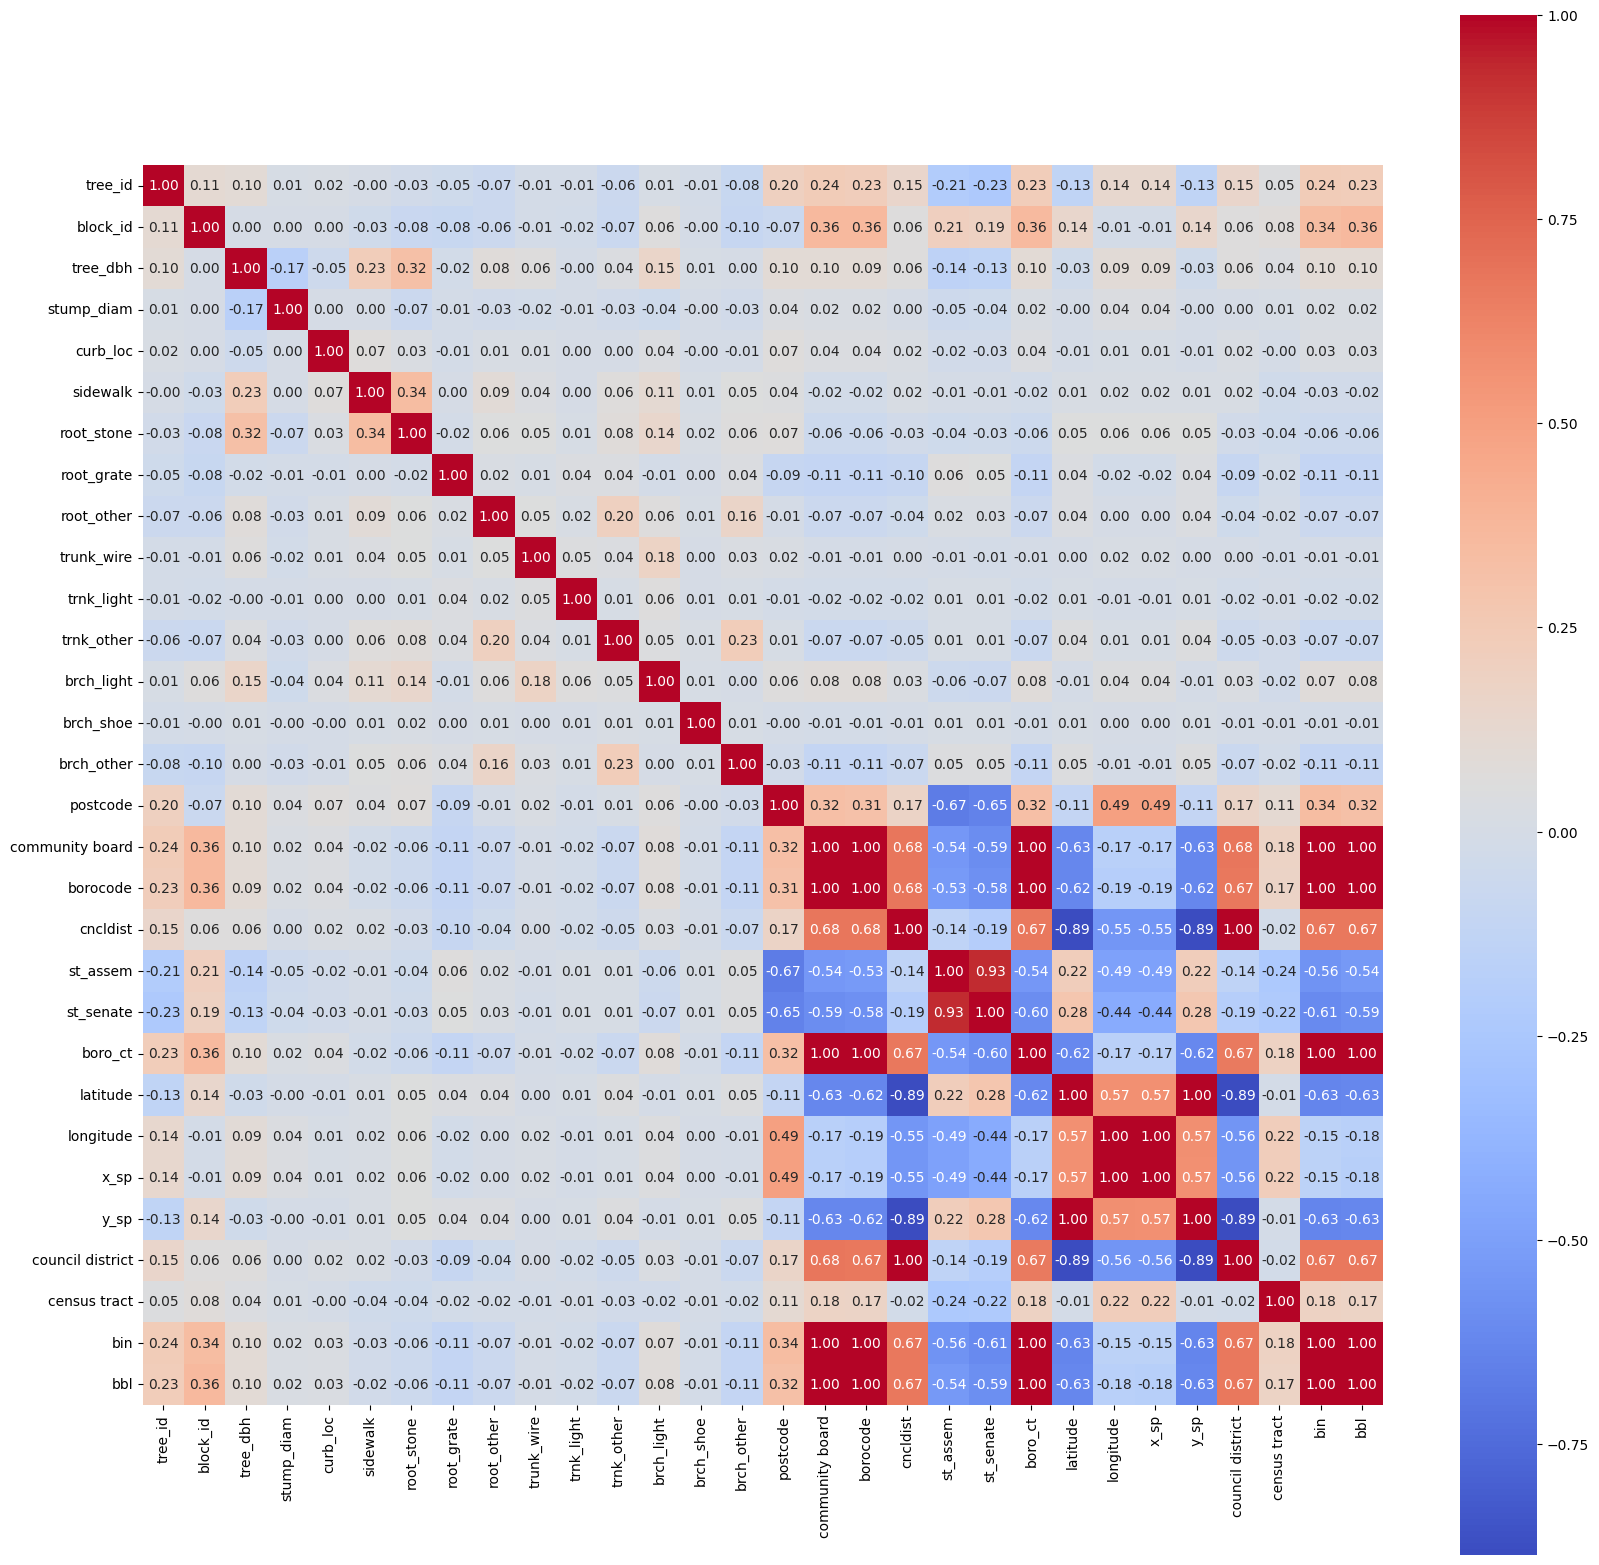 1.00
tree_id 1.00 0.11 0.10 0.01 0.02 -0.00 -0.03 -0.05 -0.07 -0.01 -0.01 -0.06 0.01 -0.01 -0.08 0.20 0.24 0.23 0.15 -0.21 -0.23 0.23 -0.13 0.14 0.14 -0.13 0.15 0.05 0.24 0.23
block_id 0.11 1.00 0.00 0.00 0.00 -0.03 -0.08 -0.08 -0.06 -0.01 -0.02 -0.07 0.06 -0.00 -0.10 -0.07 0.36 0.36 0.06 0.21 0.19 0.36 0.14 -0.01 -0.01 0.14 0.06 0.08 0.34 0.36
0.75
tree_dbh 0.10 0.00 1.00 -0.17 -0.05 0.23 0.32 -0.02 0.08 0.06 -0.00 0.04 0.15 0.01 0.00 0.10 0.10 0.09 0.06 -0.14 -0.13 0.10 -0.03 0.09 0.09 -0.03 0.06 0.04 0.10 0.10
stump_diam 0.01 0.00 -0.17 1.00 0.00 0.00 -0.07 -0.01 -0.03 -0.02 -0.01 -0.03 -0.04 -0.00 -0.03 0.04 0.02 0.02 0.00 -0.05 -0.04 0.02 -0.00 0.04 0.04 -0.00 0.00 0.01 0.02 0.02
curb_loc 0.02 0.00 -0.05 0.00 1.00 0.07 0.03 -0.01 0.01 0.01 0.00 0.00 0.04 -0.00 -0.01 0.07 0.04 0.04 0.02 -0.02 -0.03 0.04 -0.01 0.01 0.01 -0.01 0.02 -0.00 0.03 0.03
sidewalk -0.00 -0.03 0.23 0.00 0.07 1.00 0.34 0.00 0.09 0.04 0.00 0.06 0.11 0.01 0.05 0.04 -0.02 -0.02 0.02 -0.01 -0.01 -0.02 0.01 0.02 0.02 0.01 0.02 -0.04 -0.03 -0.02
0.50
root_stone -0.03 -0.08 0.32 -0.07 0.03 0.34 1.00 -0.02 0.06 0.05 0.01 0.08 0.14 0.02 0.06 0.07 -0.06 -0.06 -0.03 -0.04 -0.03 -0.06 0.05 0.06 0.06 0.05 -0.03 -0.04 -0.06 -0.06
root_grate -0.05 -0.08 -0.02 -0.01 -0.01 0.00 -0.02 1.00 0.02 0.01 0.04 0.04 -0.01 0.00 0.04 -0.09 -0.11 -0.11 -0.10 0.06 0.05 -0.11 0.04 -0.02 -0.02 0.04 -0.09 -0.02 -0.11 -0.11
root_other -0.07 -0.06 0.08 -0.03 0.01 0.09 0.06 0.02 1.00 0.05 0.02 0.20 0.06 0.01 0.16 -0.01 -0.07 -0.07 -0.04 0.02 0.03 -0.07 0.04 0.00 0.00 0.04 -0.04 -0.02 -0.07 -0.07
trunk_wire -0.01 -0.01 0.06 -0.02 0.01 0.04 0.05 0.01 0.05 1.00 0.05 0.04 0.18 0.00 0.03 0.02 -0.01 -0.01 0.00 -0.01 -0.01 -0.01 0.00 0.02 0.02 0.00 0.00 -0.01 -0.01 -0.01
trnk_light -0.01 -0.02 -0.00 -0.01 0.00 0.00 0.01 0.04 0.02 0.05 1.00 0.01 0.06 0.01 0.01 -0.01 -0.02 -0.02 -0.02 0.01 0.01 -0.02 0.01 -0.01 -0.01 0.01 -0.02 -0.01 -0.02 -0.02
0.25
trnk_other -0.06 -0.07 0.04 -0.03 0.00 0.06 0.08 0.04 0.20 0.04 0.01 1.00 0.05 0.01 0.23 0.01 -0.07 -0.07 -0.05 0.01 0.01 -0.07 0.04 0.01 0.01 0.04 -0.05 -0.03 -0.07 -0.07
brch_light 0.01 0.06 0.15 -0.04 0.04 0.11 0.14 -0.01 0.06 0.18 0.06 0.05 1.00 0.01 0.00 0.06 0.08 0.08 0.03 -0.06 -0.07 0.08 -0.01 0.04 0.04 -0.01 0.03 -0.02 0.07 0.08
brch_shoe -0.01 -0.00 0.01 -0.00 -0.00 0.01 0.02 0.00 0.01 0.00 0.01 0.01 0.01 1.00 0.01 -0.00 -0.01 -0.01 -0.01 0.01 0.01 -0.01 0.01 0.00 0.00 0.01 -0.01 -0.01 -0.01 -0.01
brch_other -0.08 -0.10 0.00 -0.03 -0.01 0.05 0.06 0.04 0.16 0.03 0.01 0.23 0.00 0.01 1.00 -0.03 -0.11 -0.11 -0.07 0.05 0.05 -0.11 0.05 -0.01 -0.01 0.05 -0.07 -0.02 -0.11 -0.11
postcode 0.20 -0.07 0.10 0.04 0.07 0.04 0.07 -0.09 -0.01 0.02 -0.01 0.01 0.06 -0.00 -0.03 1.00 0.32 0.31 0.17 -0.67 -0.65 0.32 -0.11 0.49 0.49 -0.11 0.17 0.11 0.34 0.32
0.00
community board 0.24 0.36 0.10 0.02 0.04 -0.02 -0.06 -0.11 -0.07 -0.01 -0.02 -0.07 0.08 -0.01 -0.11 0.32 1.00 1.00 0.68 -0.54 -0.59 1.00 -0.63 -0.17 -0.17 -0.63 0.68 0.18 1.00 1.00
borocode 0.23 0.36 0.09 0.02 0.04 -0.02 -0.06 -0.11 -0.07 -0.01 -0.02 -0.07 0.08 -0.01 -0.11 0.31 1.00 1.00 0.68 -0.53 -0.58 1.00 -0.62 -0.19 -0.19 -0.62 0.67 0.17 1.00 1.00
cncldist 0.15 0.06 0.06 0.00 0.02 0.02 -0.03 -0.10 -0.04 0.00 -0.02 -0.05 0.03 -0.01 -0.07 0.17 0.68 0.68 1.00 -0.14 -0.19 0.67 -0.89 -0.55 -0.55 -0.89 1.00 -0.02 0.67 0.67
st_assem -0.21 0.21 -0.14 -0.05 -0.02 -0.01 -0.04 0.06 0.02 -0.01 0.01 0.01 -0.06 0.01 0.05 -0.67 -0.54 -0.53 -0.14 1.00 0.93 -0.54 0.22 -0.49 -0.49 0.22 -0.14 -0.24 -0.56 -0.54
st_senate -0.23 0.19 -0.13 -0.04 -0.03 -0.01 -0.03 0.05 0.03 -0.01 0.01 0.01 -0.07 0.01 0.05 -0.65 -0.59 -0.58 -0.19 0.93 1.00 -0.60 0.28 -0.44 -0.44 0.28 -0.19 -0.22 -0.61 -0.59
−0.25
boro_ct 0.23 0.36 0.10 0.02 0.04 -0.02 -0.06 -0.11 -0.07 -0.01 -0.02 -0.07 0.08 -0.01 -0.11 0.32 1.00 1.00 0.67 -0.54 -0.60 1.00 -0.62 -0.17 -0.17 -0.62 0.67 0.18 1.00 1.00
latitude -0.13 0.14 -0.03 -0.00 -0.01 0.01 0.05 0.04 0.04 0.00 0.01 0.04 -0.01 0.01 0.05 -0.11 -0.63 -0.62 -0.89 0.22 0.28 -0.62 1.00 0.57 0.57 1.00 -0.89 -0.01 -0.63 -0.63
longitude 0.14 -0.01 0.09 0.04 0.01 0.02 0.06 -0.02 0.00 0.02 -0.01 0.01 0.04 0.00 -0.01 0.49 -0.17 -0.19 -0.55 -0.49 -0.44 -0.17 0.57 1.00 1.00 0.57 -0.56 0.22 -0.15 -0.18
x_sp 0.14 -0.01 0.09 0.04 0.01 0.02 0.06 -0.02 0.00 0.02 -0.01 0.01 0.04 0.00 -0.01 0.49 -0.17 -0.19 -0.55 -0.49 -0.44 -0.17 0.57 1.00 1.00 0.57 -0.56 0.22 -0.15 -0.18
y_sp -0.13 0.14 -0.03 -0.00 -0.01 0.01 0.05 0.04 0.04 0.00 0.01 0.04 -0.01 0.01 0.05 -0.11 -0.63 -0.62 -0.89 0.22 0.28 -0.62 1.00 0.57 0.57 1.00 -0.89 -0.01 -0.63 -0.63
−0.50
council district 0.15 0.06 0.06 0.00 0.02 0.02 -0.03 -0.09 -0.04 0.00 -0.02 -0.05 0.03 -0.01 -0.07 0.17 0.68 0.67 1.00 -0.14 -0.19 0.67 -0.89 -0.56 -0.56 -0.89 1.00 -0.02 0.67 0.67
census tract 0.05 0.08 0.04 0.01 -0.00 -0.04 -0.04 -0.02 -0.02 -0.01 -0.01 -0.03 -0.02 -0.01 -0.02 0.11 0.18 0.17 -0.02 -0.24 -0.22 0.18 -0.01 0.22 0.22 -0.01 -0.02 1.00 0.18 0.17
bin 0.24 0.34 0.10 0.02 0.03 -0.03 -0.06 -0.11 -0.07 -0.01 -0.02 -0.07 0.07 -0.01 -0.11 0.34 1.00 1.00 0.67 -0.56 -0.61 1.00 -0.63 -0.15 -0.15 -0.63 0.67 0.18 1.00 1.00
bbl 0.23 0.36 0.10 0.02 0.03 -0.02 -0.06 -0.11 -0.07 -0.01 -0.02 -0.07 0.08 -0.01 -0.11 0.32 1.00 1.00 0.67 -0.54 -0.59 1.00 -0.63 -0.18 -0.18 -0.63 0.67 0.17 1.00 1.00
−0.75
tree_id
block_id
tree_dbh
stump_diam
curb_loc
sidewalk
root_stone
root_grate
root_other
trunk_wire
trnk_light
trnk_other
brch_light
brch_shoe
brch_other
postcode
community board
borocode
cncldist
st_assem
st_senate
boro_ct
latitude
longitude
x_sp
y_sp
council district
census tract
bin
bbl